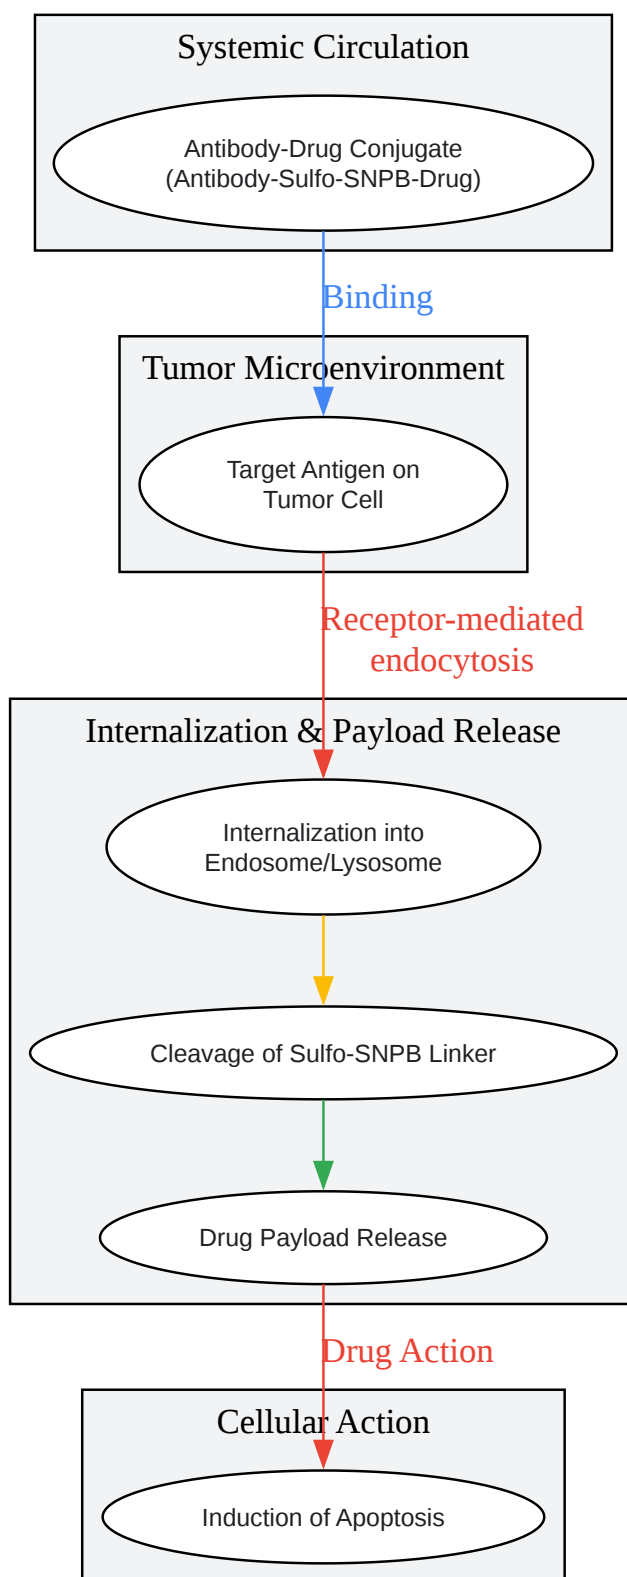 Systemic Circulation
Antibody-Drug Conjugate
(Antibody-Sulfo-SNPB-Drug)
Binding
Tumor Microenvironment
Target Antigen on
Tumor Cell
Receptor-mediated
endocytosis
Internalization & Payload Release
Internalization into
Endosome/Lysosome
Cleavage of Sulfo-SNPB Linker
Drug Payload Release
Drug Action
Cellular Action
Induction of Apoptosis